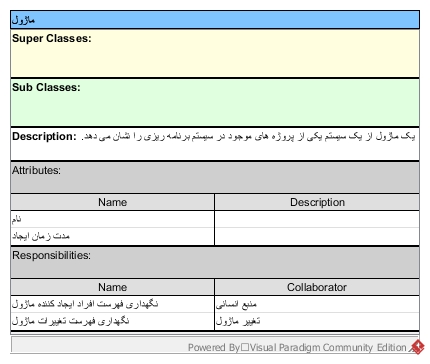 ماژول
Super Classes:
Sub Classes:
Description: یک ماژول از یک سیستم یکی از پروژه های موجود در سیستم برنامه ریزی را نشان می دهد.
Attributes:
Name Description
نام
مدت زمان ایجاد
Responsibilities:
Name Collaborator
نگهداری فهرست افراد ایجاد کننده ماژول منبع انسانی
نگهداری فهرست تغییرات ماژول تغییر ماژول
Powered By□Visual Paradigm Community Edition